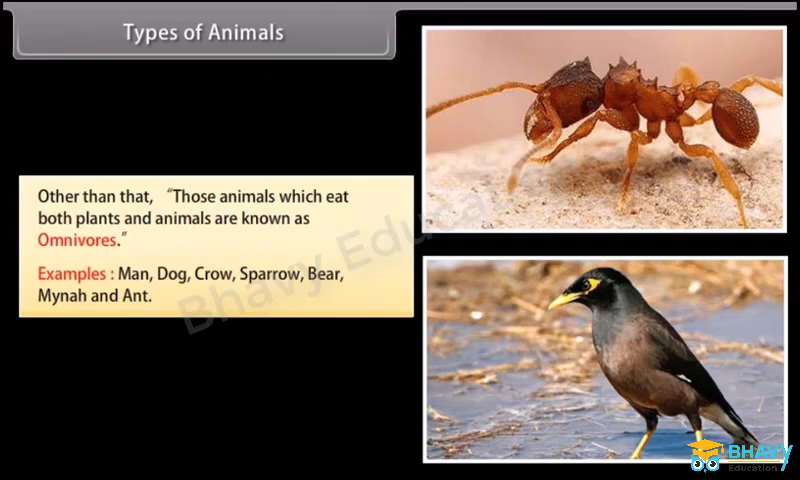 Types of Animals
Other than that, “Those animals which eat
both plants and animals are known as
Omnivores.”
Examples : Man, Dog, Crow, Sparrow, Bear,
Mynah and Ant.
Bhavy Educa
BHAVY
Education